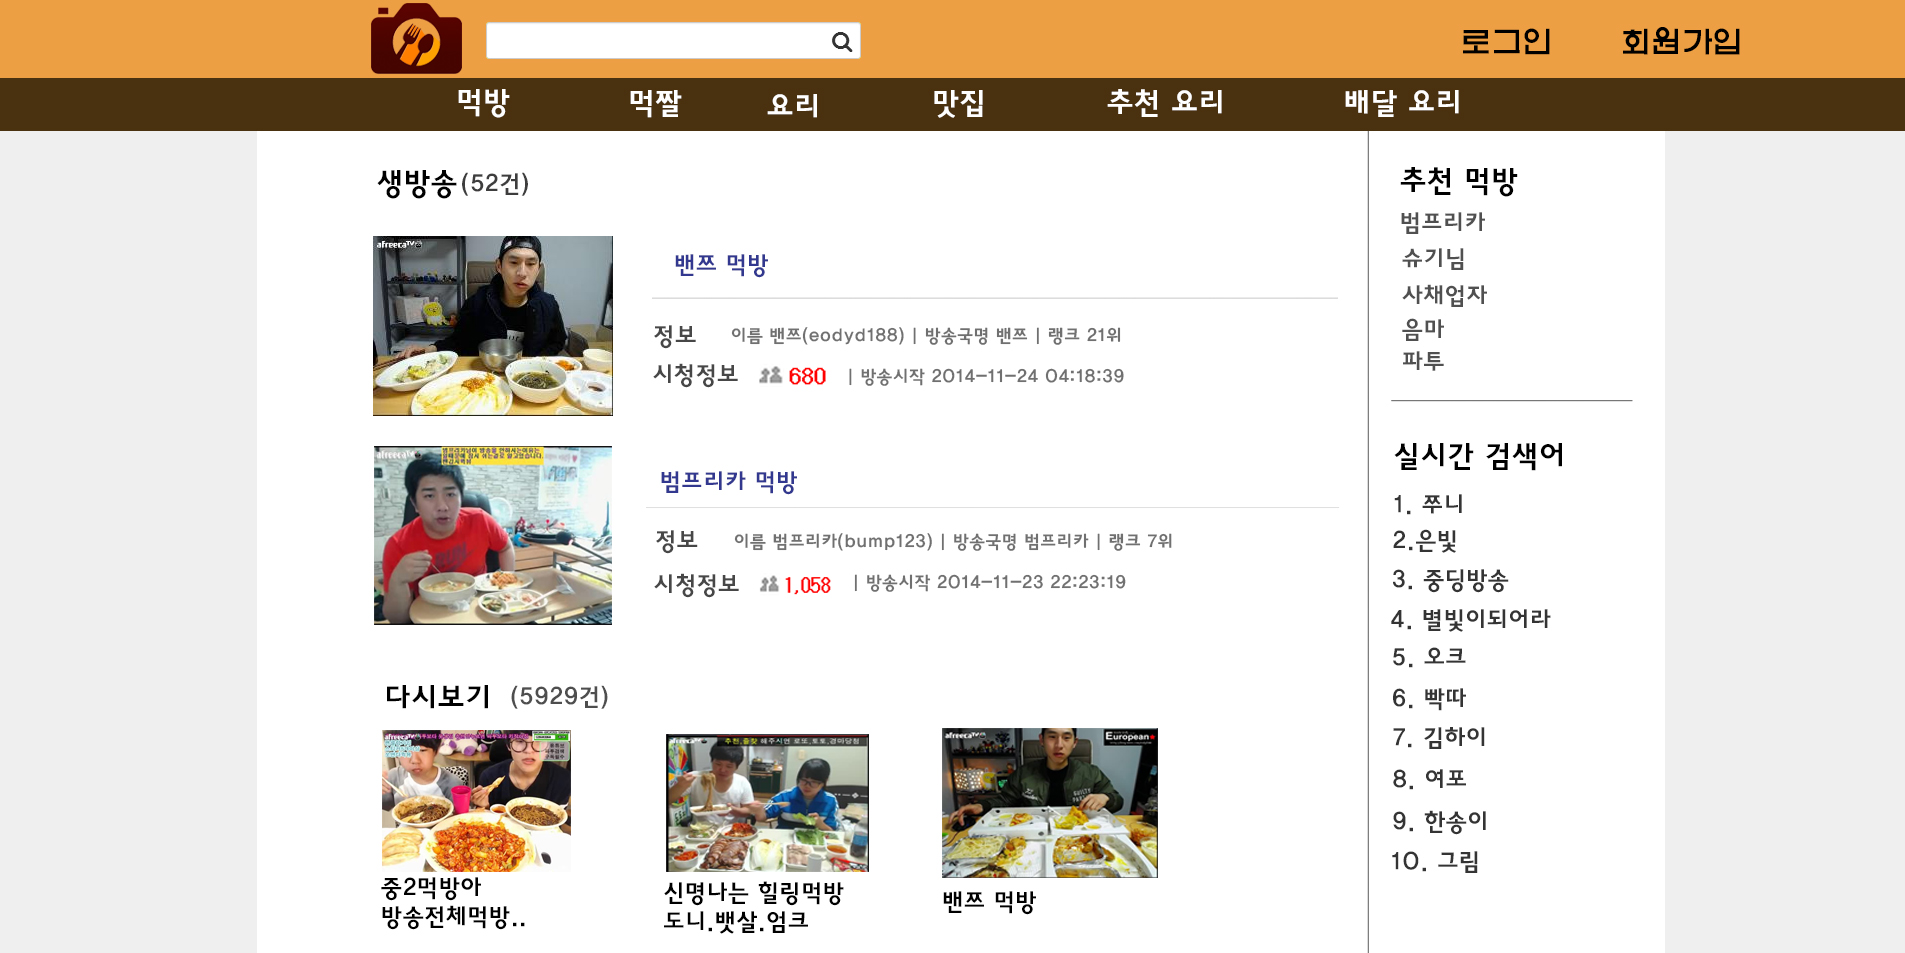 로그인 회원가입
먹방 먹짤 요리 맛집 추천 요리 배달 요리
생방송(52건)
afreecaTV
밴쯔 먹방
정보 이름 밴쯔(eodyd188) | 방송국명 밴쯔 | 랭크 21위
시청정보 680 | 방송시작 2014-11-24 04:18:39
afreecaTV
범프리카 먹방
정보 이름 범프리카(bump123) | 방송국명 범프리카 | 랭크 7위
시청정보 1,058 | 방송시작 2014-11-23 22:23:19
다시보기 (5929건)
afreecaTV
중2먹방아
방송전체먹방..
afreecaTV
신명나는 힐링먹방
도니.뱃살.엄크
afreecaTV
European
밴쯔 먹방
추천 먹방
범프리카
슈기님
사채업자
음마
파투
실시간 검색어
1. 쭈니
2.은빛
3. 중딩방송
4. 별빛이되어라
5. 오크
6. 빡따
7. 김하이
8. 여포
9. 한송이
10. 그림